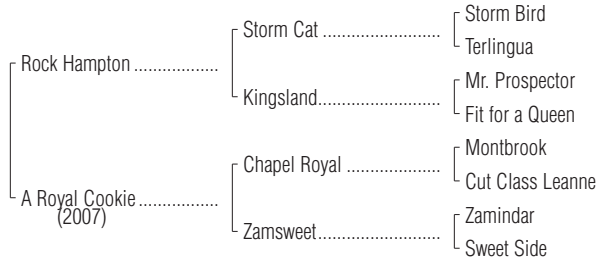 Storm Bird
Storm Cat ..........................
Terlingua
Rock Hampton ..................
Mr. Prospector
Kingsland...........................
Fit for a Queen
Montbrook
Chapel Royal ....................
Cut Class Leanne
A Royal Cookie .................
(2007)
Zamindar
Zamsweet...........................
Sweet Side